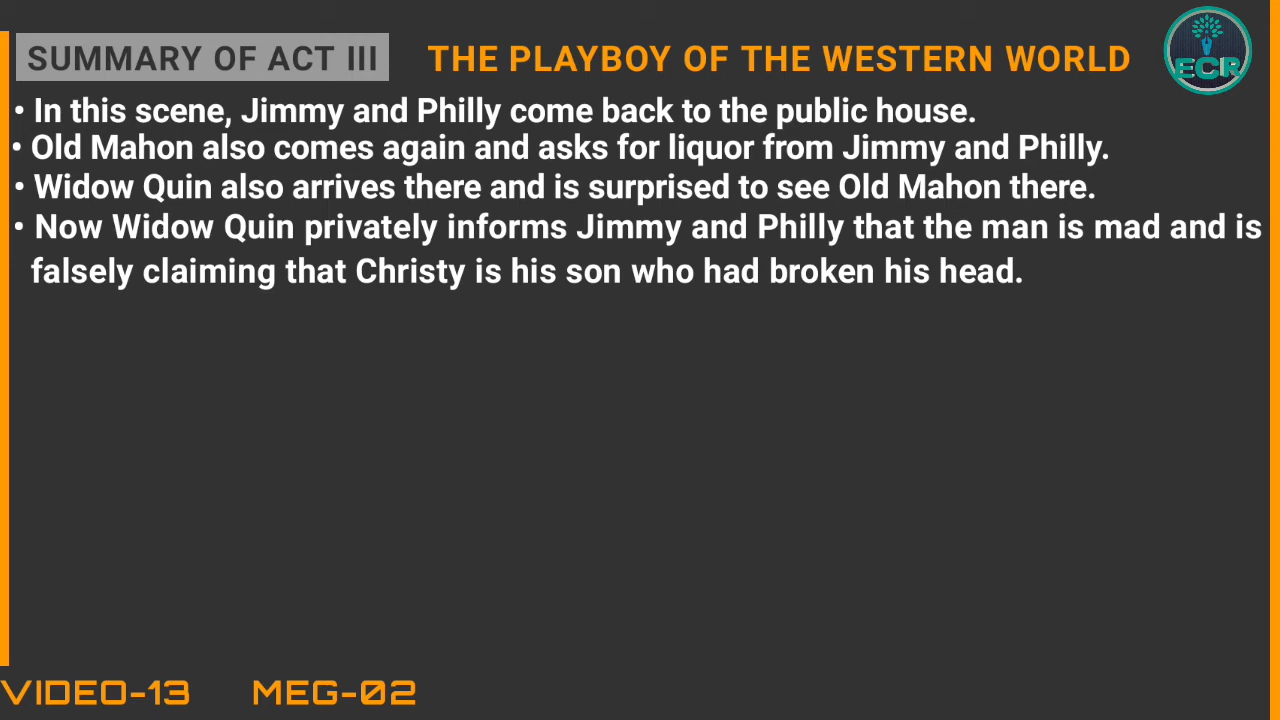 SUMMARY OF ACT III THE PLAYBOY OF THE WESTERN WORLD
ECR
• In this scene, Jimmy and Philly come back to the public house.
• Old Mahon also comes again and asks for liquor from Jimmy and Philly.
• Widow Quin also arrives there and is surprised to see Old Mahon there.
• Now Widow Quin privately informs Jimmy and Philly that the man is mad and is
falsely claiming that Christy is his son who had broken his head.
VIDEO-13 MEG-02